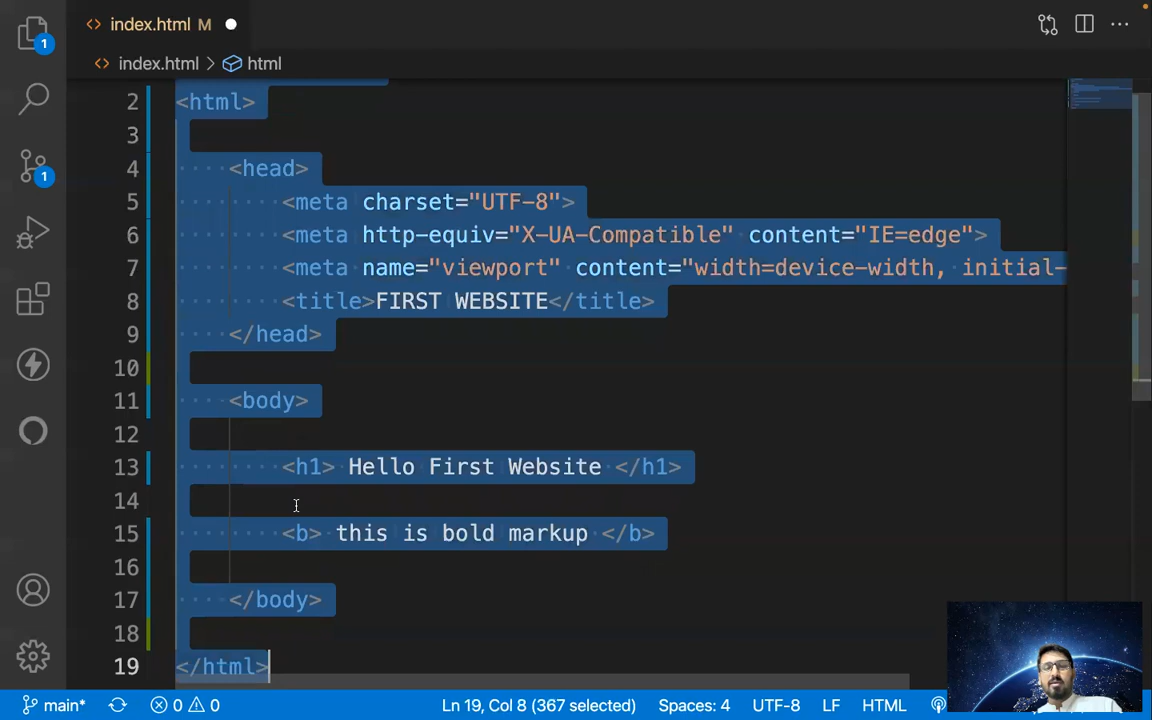 index.html M
index.html > html
1
1
2 <html>
3
4 <head>
5 <meta charset="UTF-8">
6 <meta http-equiv="X-UA-Compatible" content="IE=edge">
7 <meta name="viewport" content="width=device-width, initial-
8 <title>FIRST WEBSITE</title>
9 </head>
10
11 <body>
12
13 <h1> Hello First Website </h1>
14
15 <b> this is bold markup </b>
16
17 </body>
18
19 </html>
main* 0 0 Ln 19, Col 8 (367 selected) Spaces: 4 UTF-8 LF HTML